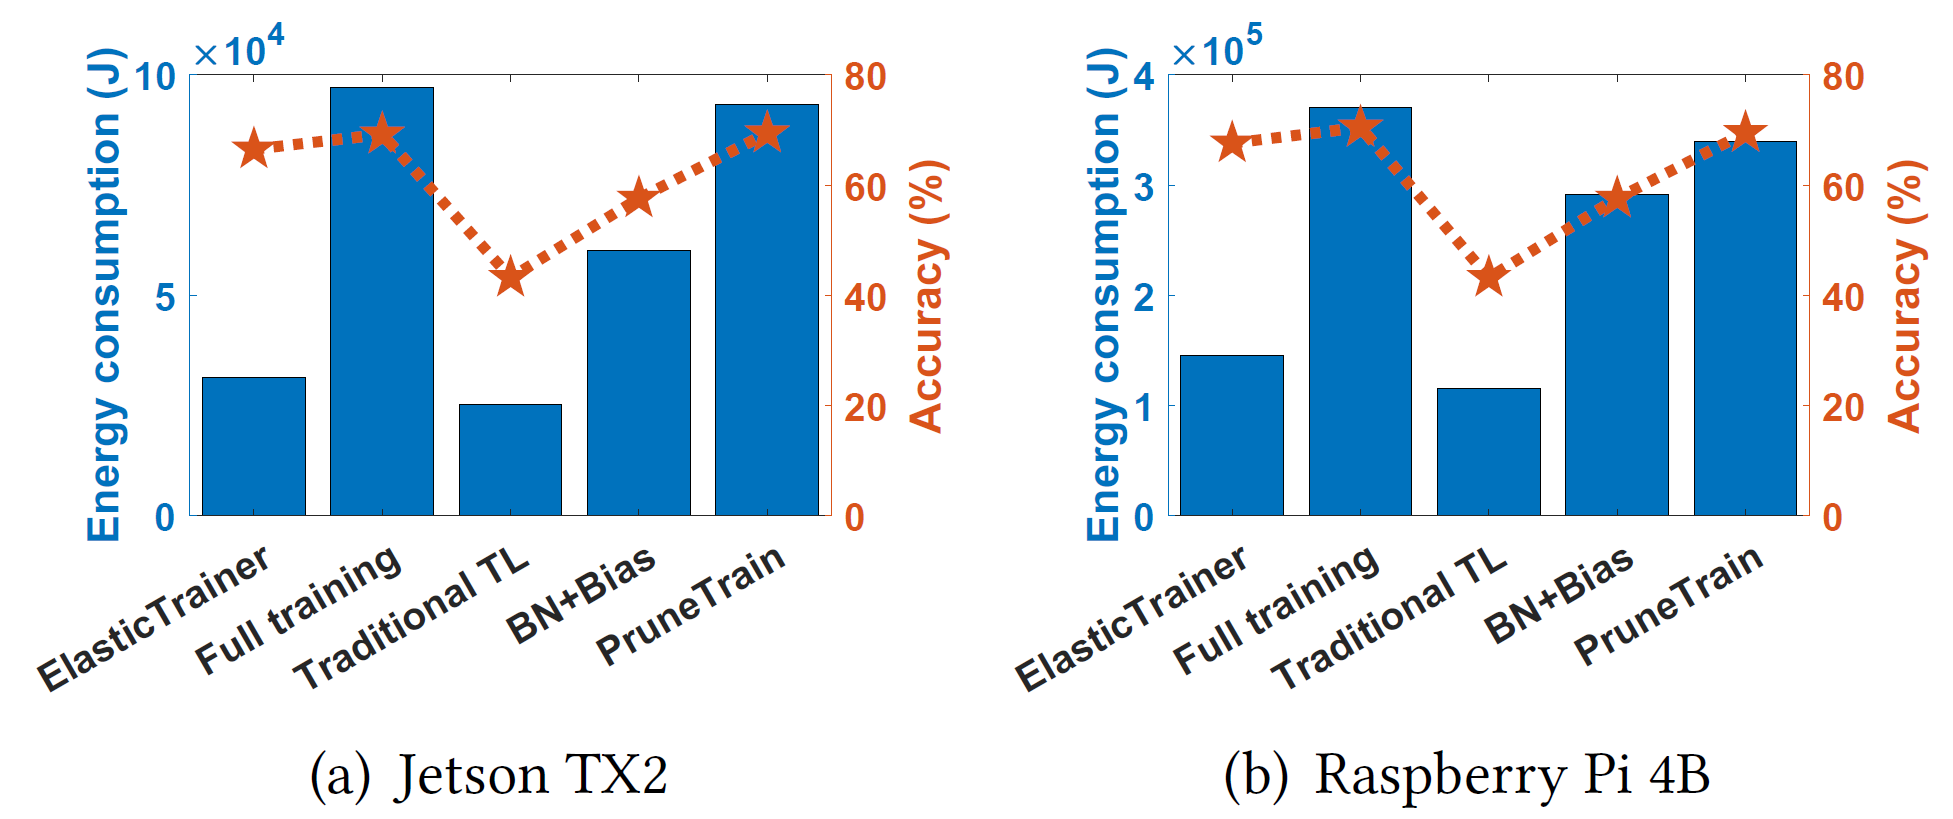 ×10^4
10
5
0
Energy consumption (J)
80
60
40
20
0
Accuracy (%)
ElasticTrainer
Full training
Traditional TL
BN+Bias
PruneTrain
(a) Jetson TX2
×10^5
4
3
2
1
0
Energy consumption (J)
80
60
40
20
0
Accuracy (%)
ElasticTrainer
Full training
Traditional TL
BN+Bias
PruneTrain
(b) Raspberry Pi 4B